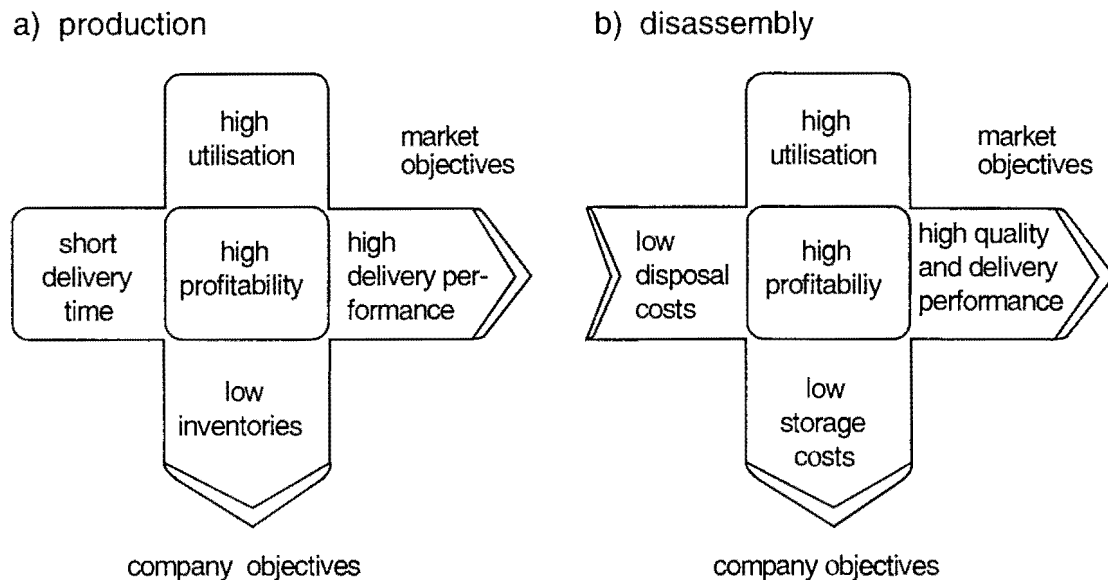 a) production
high
utilisation
market
objectives
short
delivery
time
high
profitability
high
delivery per-
formance
low
inventories
company objectives
b) disassembly
high
utilisation
market
objectives
low
disposal
costs
high
profitabiliy
high quality
and delivery
performance
low
storage
costs
company objectives